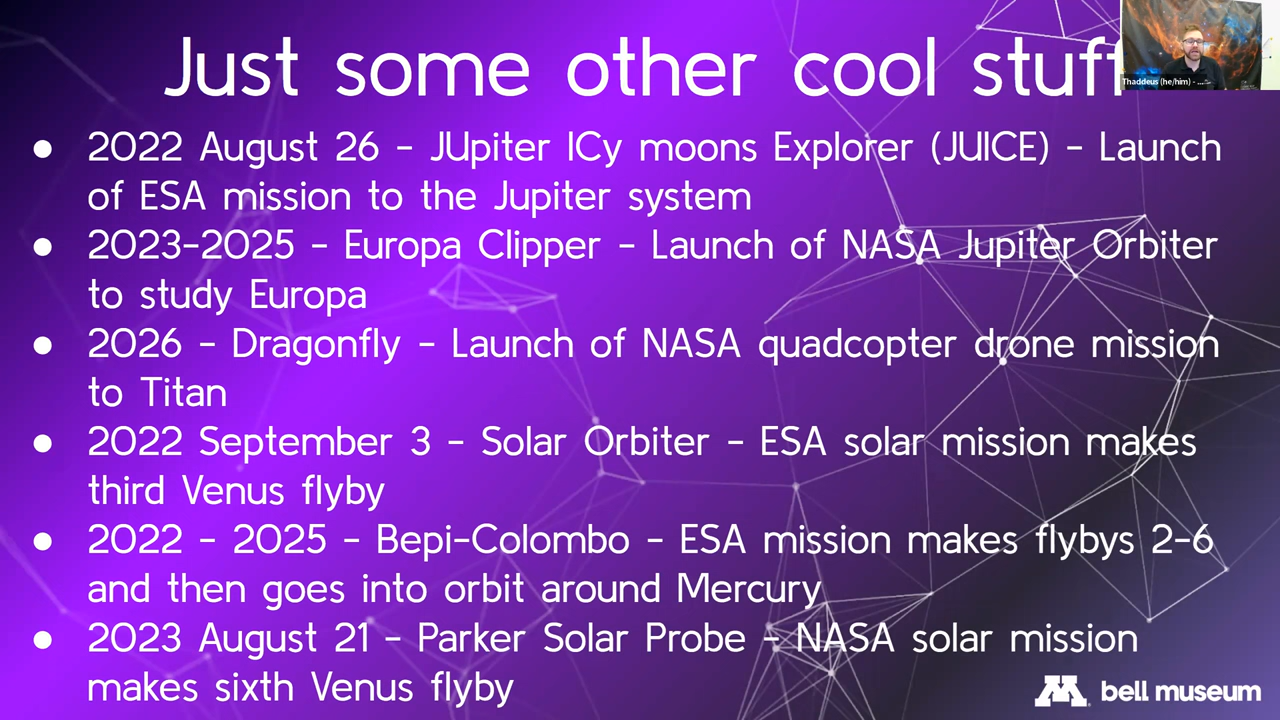 Just some other cool stuff
Thaddeus (he/him) - ...
● 2022 August 26 - JUpiter ICy moons Explorer (JUICE) - Launch
of ESA mission to the Jupiter system
● 2023-2025 - Europa Clipper - Launch of NASA Jupiter Orbiter
to study Europa
● 2026 - Dragonfly - Launch of NASA quadcopter drone mission
to Titan
● 2022 September 3 - Solar Orbiter - ESA solar mission makes
third Venus flyby
● 2022 - 2025 - Bepi-Colombo - ESA mission makes flybys 2-6
and then goes into orbit around Mercury
● 2023 August 21 - Parker Solar Probe - NASA solar mission
makes sixth Venus flyby
M bell museum